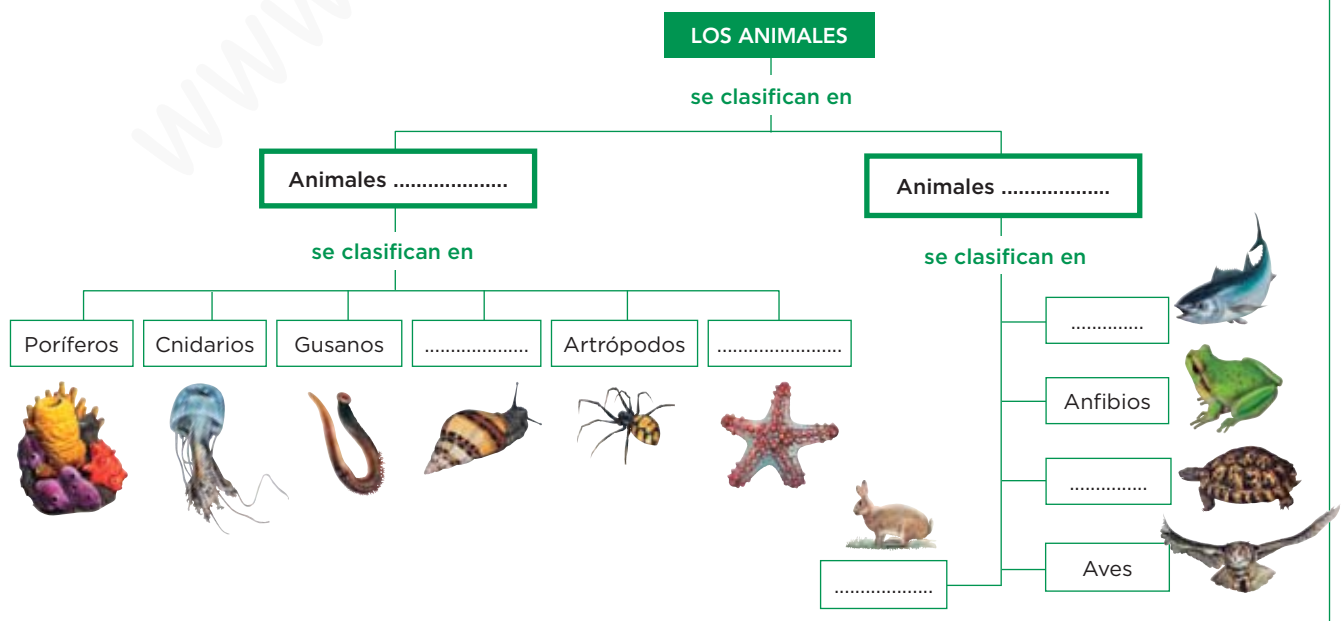 www
LOS ANIMALES
se clasifican en
Animales ....................
Animales ...................
se clasifican en
se clasifican en
Poríferos
Cnidarios
Gusanos
....................
Artrópodos
........................
..............
Anfibios
...............
Aves
...................